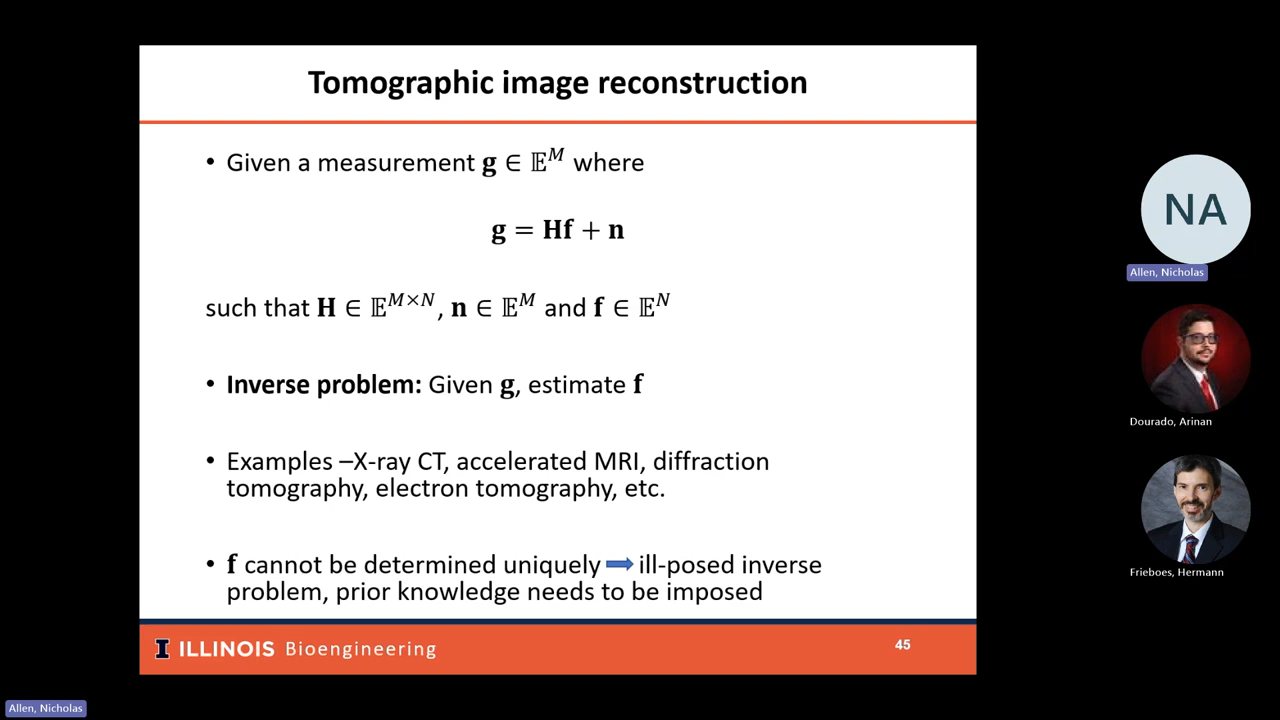 Tomographic image reconstruction
• Given a measurement g ∈ 𝔼^M where
g = Hf + n
such that H ∈ 𝔼^{M×N}, n ∈ 𝔼^M and f ∈ 𝔼^N
• Inverse problem: Given g, estimate f
• Examples –X-ray CT, accelerated MRI, diffraction
tomography, electron tomography, etc.
• f cannot be determined uniquely ➡ ill-posed inverse
problem, prior knowledge needs to be imposed
I ILLINOIS Bioengineering
45
NA
Allen, Nicholas
Dourado, Arinan
Frieboes, Hermann
Allen, Nicholas